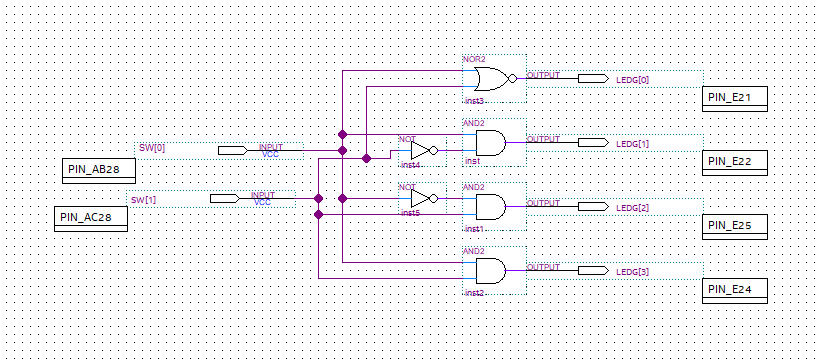 NOR2
OUTPUT
LEDG[0]
inst3
PIN_E21
AND2
OUTPUT
LEDG[1]
inst
PIN_E22
NOT
inst4
SW[0]
INPUT
VCC
PIN_AB28
AND2
OUTPUT
LEDG[2]
inst1
PIN_E25
NOT
inst5
SW[1]
INPUT
VCC
PIN_AC28
AND2
OUTPUT
LEDG[3]
inst2
PIN_E24